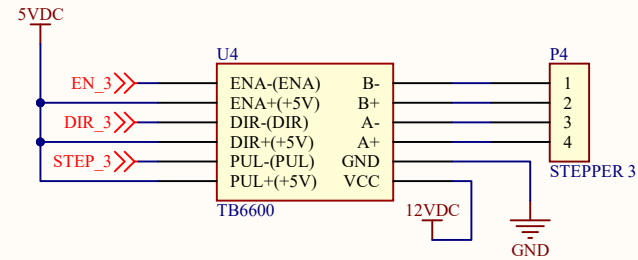 5VDC
U4
P4
EN_3
ENA-(ENA)
B-
1
ENA+(+5V)
B+
2
DIR_3
DIR-(DIR)
A-
3
DIR+(+5V)
A+
4
STEP_3
PUL-(PUL)
GND
STEPPER 3
PUL+(+5V)
VCC
TB6600
12VDC
GND